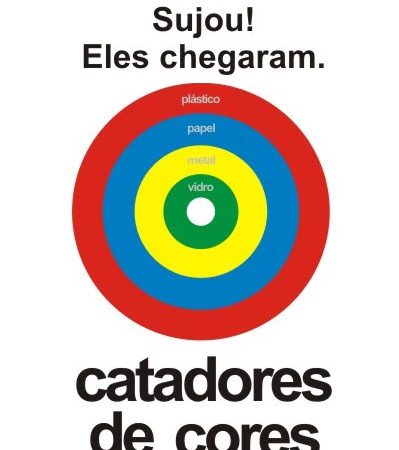 Sujou!
Eles chegaram.
plástico
papel
metal
vidro
catadores
de cores